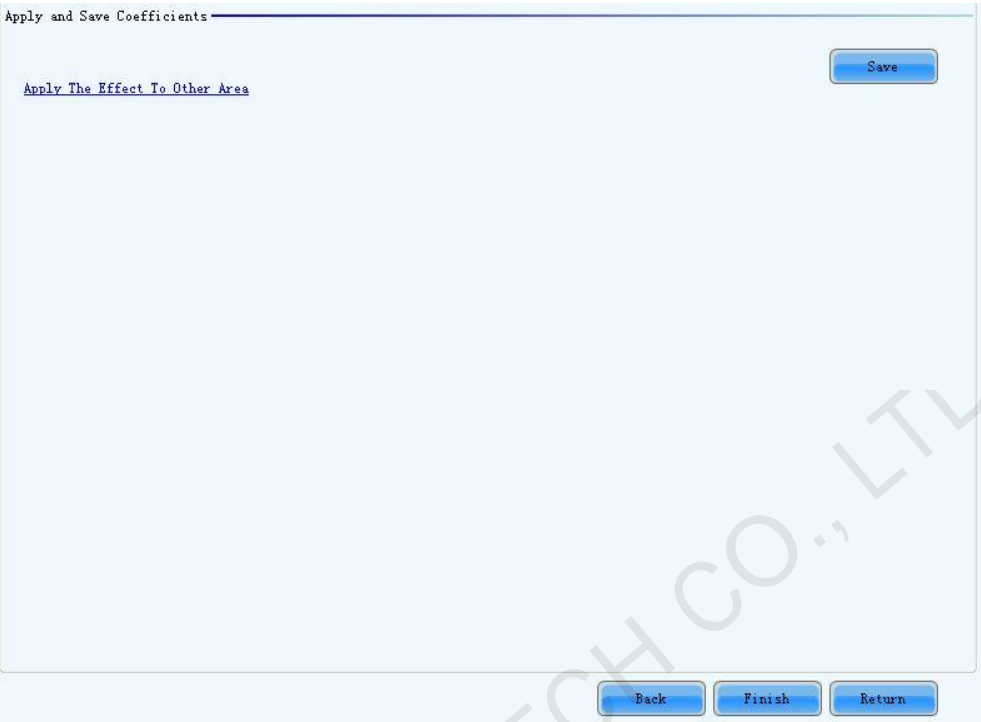 Apply and Save Coefficients
Save
Apply The Effect To Other Area
Back
Finish
Return